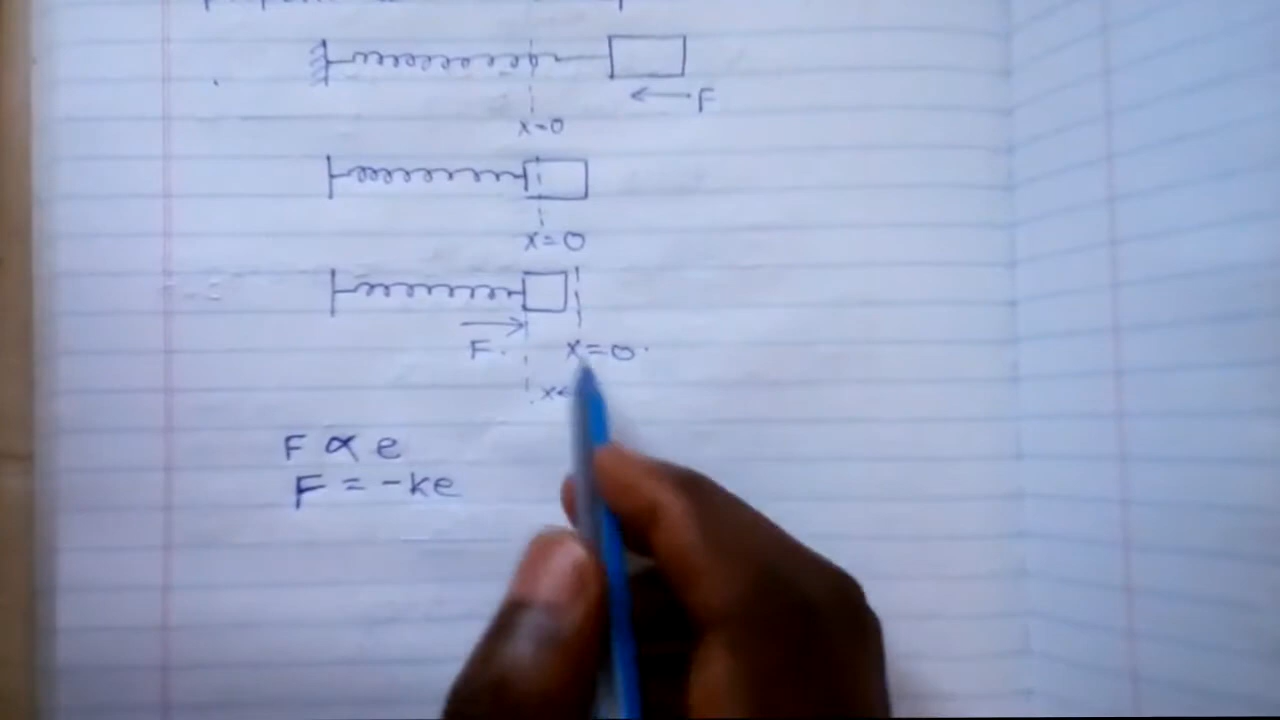 F
x=0
x=0
F.
x=0
x<
F ∝ e
F = -ke